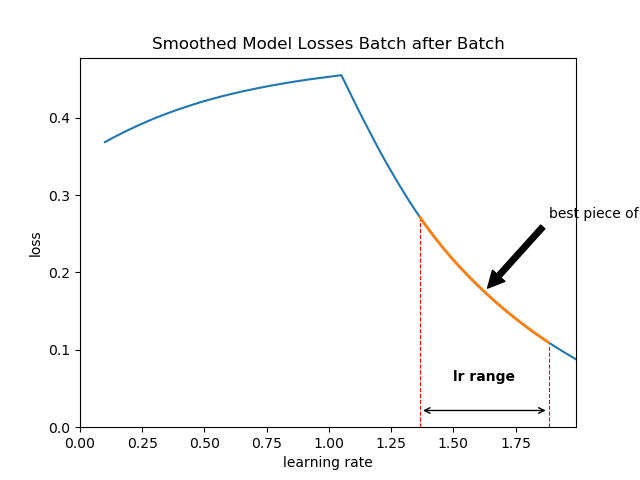 Smoothed Model Losses Batch after Batch
loss
0.4
0.3
0.2
0.1
0.0
best piece of
lr range
0.00 0.25 0.50 0.75 1.00 1.25 1.50 1.75
learning rate